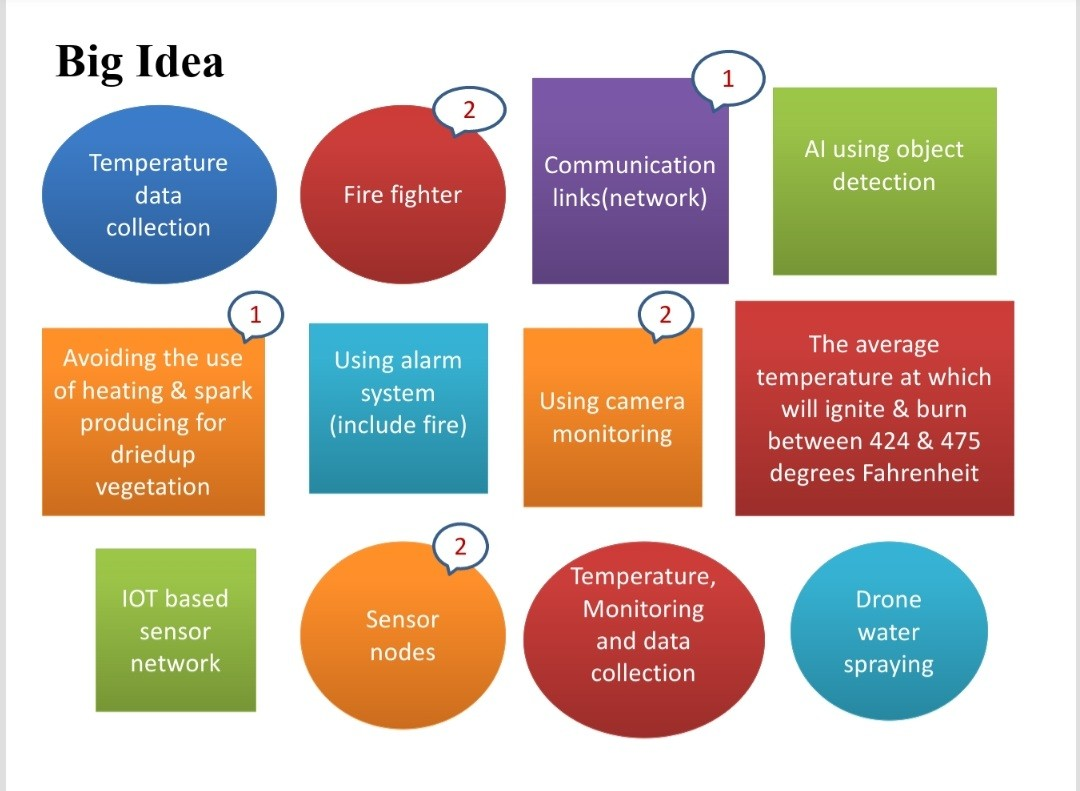 Big Idea
Temperature
data
collection
2
Fire fighter
1
Communication
links(network)
AI using object
detection
1
Avoiding the use
of heating & spark
producing for
driedup
vegetation
Using alarm
system
(include fire)
2
Using camera
monitoring
The average
temperature at which
will ignite & burn
between 424 & 475
degrees Fahrenheit
IOT based
sensor
network
2
Sensor
nodes
Temperature,
Monitoring
and data
collection
Drone
water
spraying